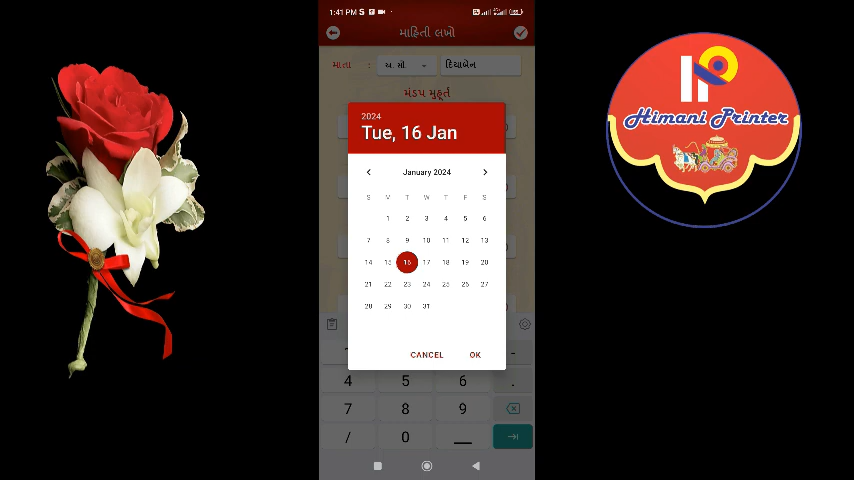 1:41 PM
માહિતી લખો
માતા : અ. સૌ. દિયાબેન
મંડપ મુહૂર્ત
2024
Tue, 16 Jan
January 2024
S M T W T F S
1 2 3 4 5 6
7 8 9 10 11 12 13
14 15 16 17 18 19 20
21 22 23 24 25 26 27
28 29 30 31
CANCEL OK
-
4 5 6 .
7 8 9
/ 0
Himani Printer